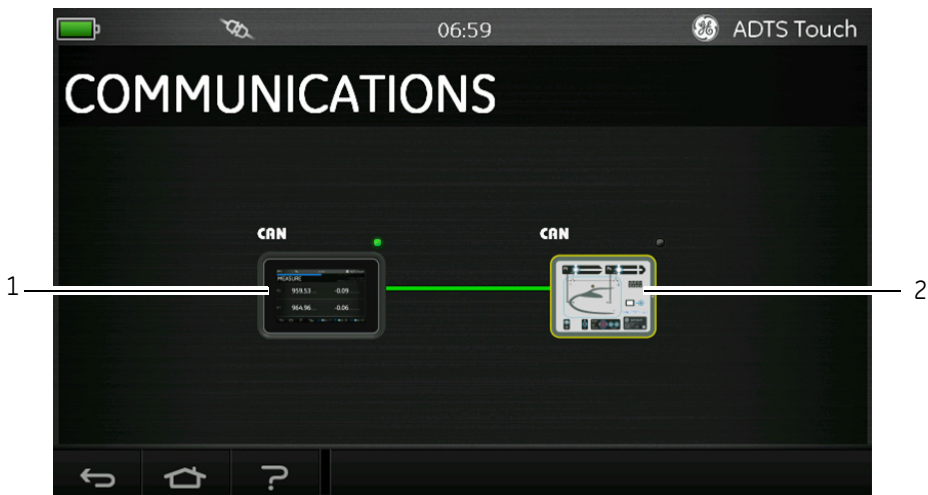 06:59
ADTS Touch
COMMUNICATIONS
CAN
CAN
1
MEASURE
959.53 -0.09
964.96 -0.06
2
?